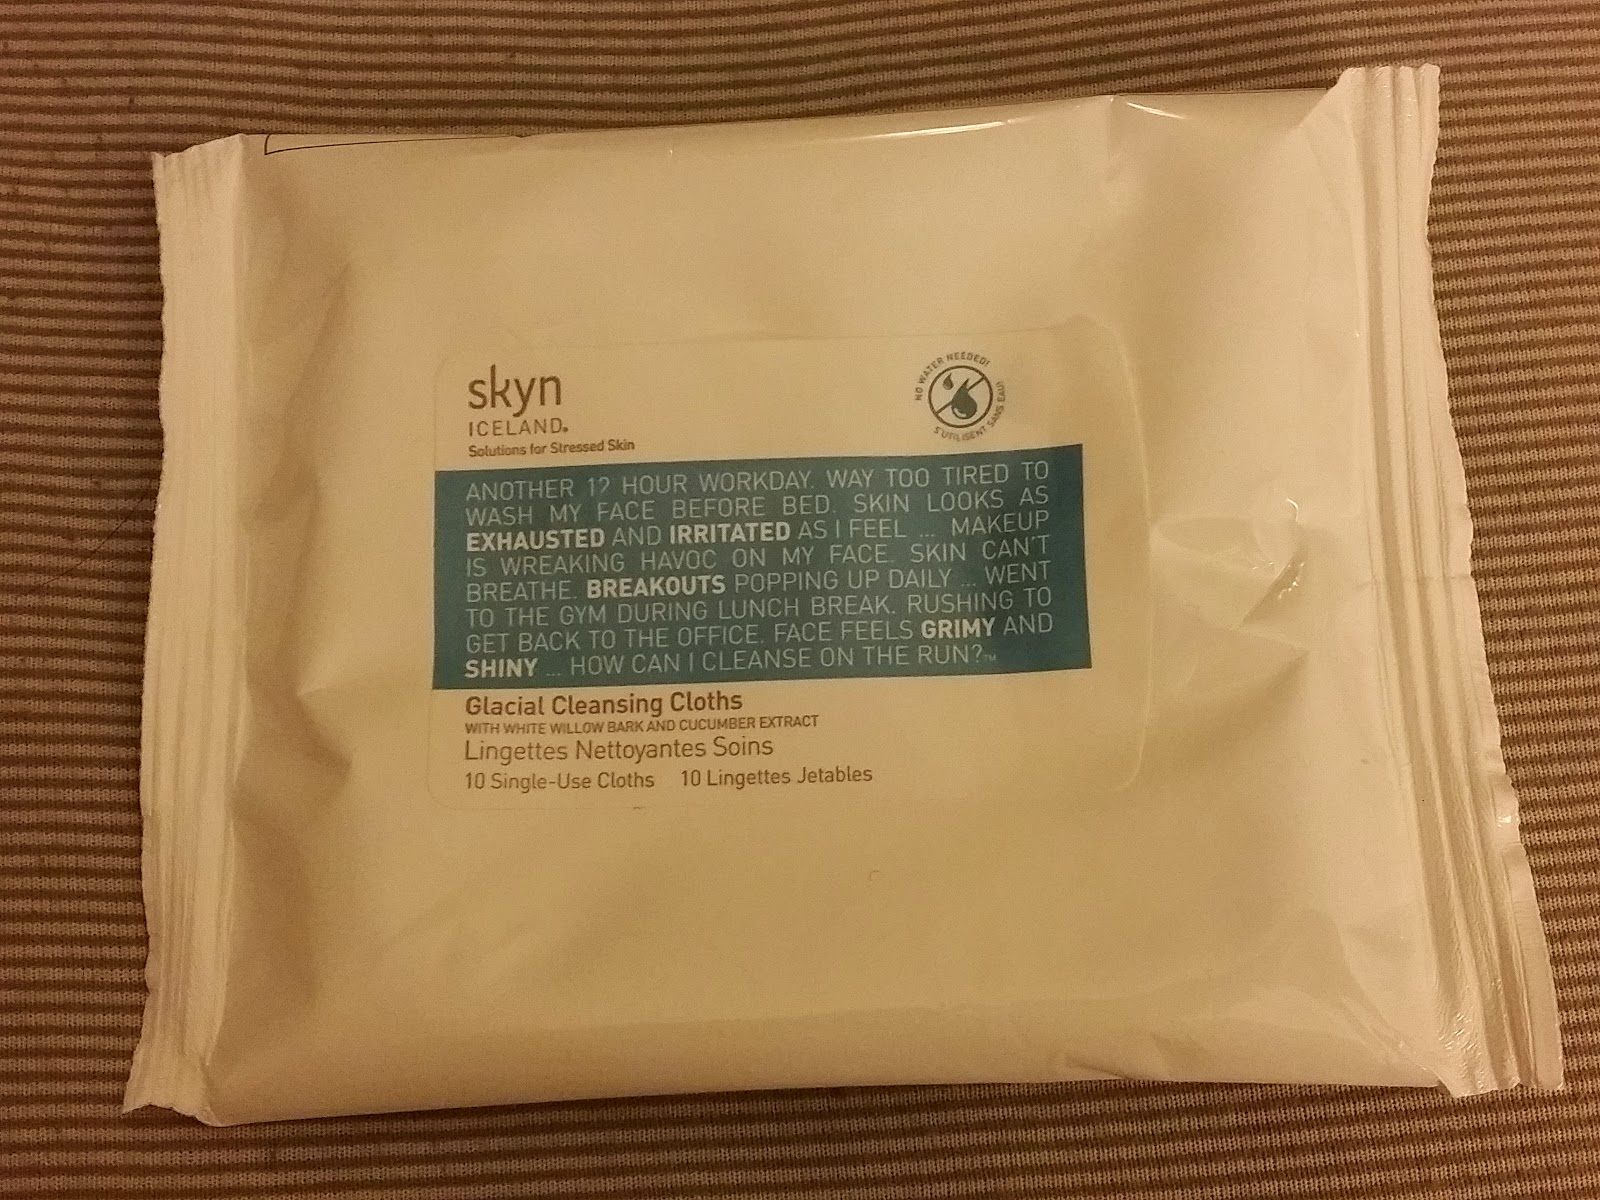 skyn
ICELAND®
Solutions for Stressed Skin
NO WATER NEEDED!
S'UTILISENT SANS EAU!
ANOTHER 12 HOUR WORKDAY. WAY TOO TIRED TO
WASH MY FACE BEFORE BED. SKIN LOOKS AS
EXHAUSTED AND IRRITATED AS I FEEL ... MAKEUP
IS WREAKING HAVOC ON MY FACE. SKIN CAN'T
BREATHE. BREAKOUTS POPPING UP DAILY ... WENT
TO THE GYM DURING LUNCH BREAK. RUSHING TO
GET BACK TO THE OFFICE. FACE FEELS GRIMY AND
SHINY ... HOW CAN I CLEANSE ON THE RUN?™
Glacial Cleansing Cloths
WITH WHITE WILLOW BARK AND CUCUMBER EXTRACT
Lingettes Nettoyantes Soins
10 Single-Use Cloths 10 Lingettes Jetables